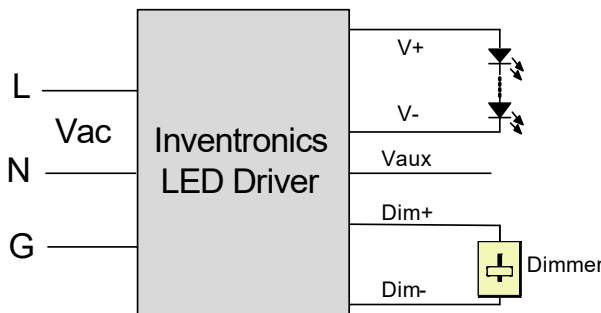 L
Vac
N
G
Inventronics
LED Driver
V+
V-
Vaux
Dim+
Dim-
Dimmer